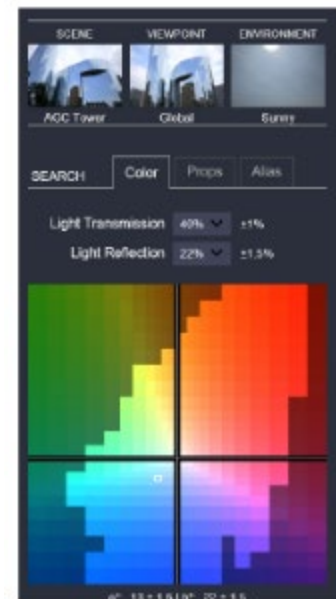 SCENE VIEWPOINT ENVIRONMENT
AGC Tower Global Sunny
SEARCH Color Props Alias
Light Transmission 40% ±1%
Light Reflection 22% ±1.5%